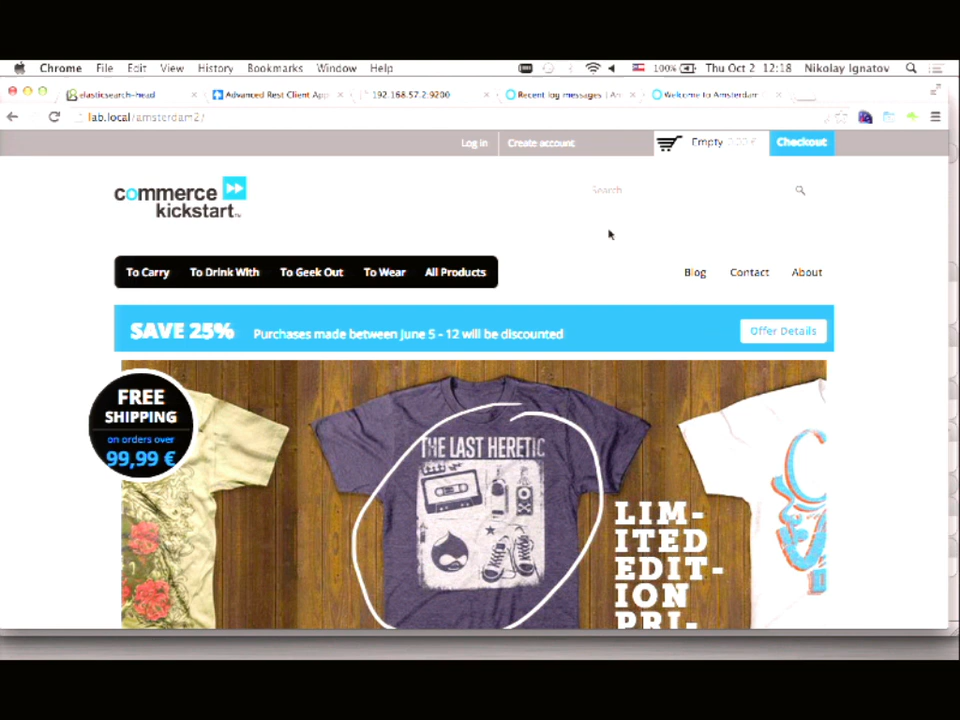 Chrome File Edit View History Bookmarks Window Help 100% Thu Oct 2 12:18 Nikolay Ignatov
elasticsearch-head Advanced Rest Client App 192.168.57.2:9200 Recent log messages | Am Welcome to Amsterdam
lab.local/amsterdam2/
Log in Create account Empty 0,00 € Checkout
commerce
kickstart
Search
To Carry To Drink With To Geek Out To Wear All Products Blog Contact About
SAVE 25% Purchases made between June 5 - 12 will be discounted Offer Details
FREE
SHIPPING
on orders over
99,99 €
THE LAST HERETIC
LIM-
ITED
EDIT-
ION
PRI-